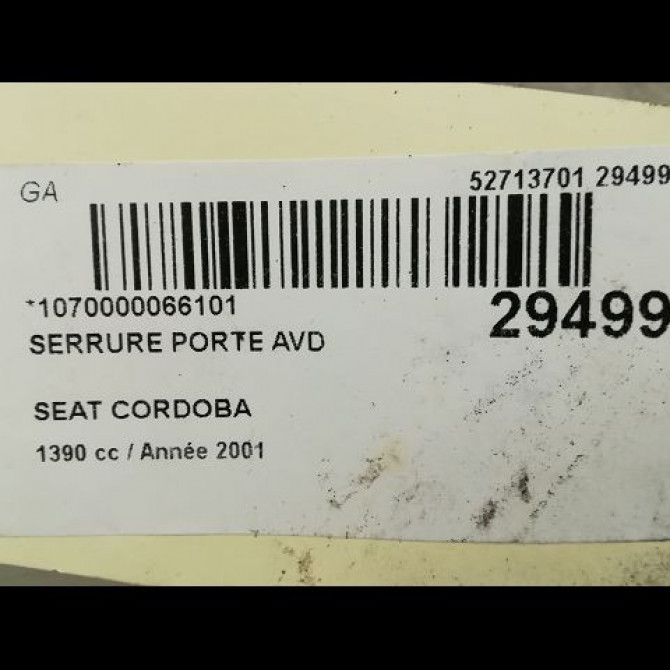 GA
52713701 29499
*1070000066101
29499
SERRURE PORTE AVD
SEAT CORDOBA
1390 cc / Année 2001